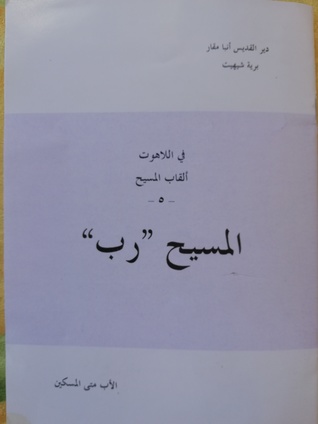 دير القديس أنبا مقار
برية شيهيت
في اللاهوت
ألقاب المسيح
- ٥ -
المسيح ”رب“
الأب متى المسكين